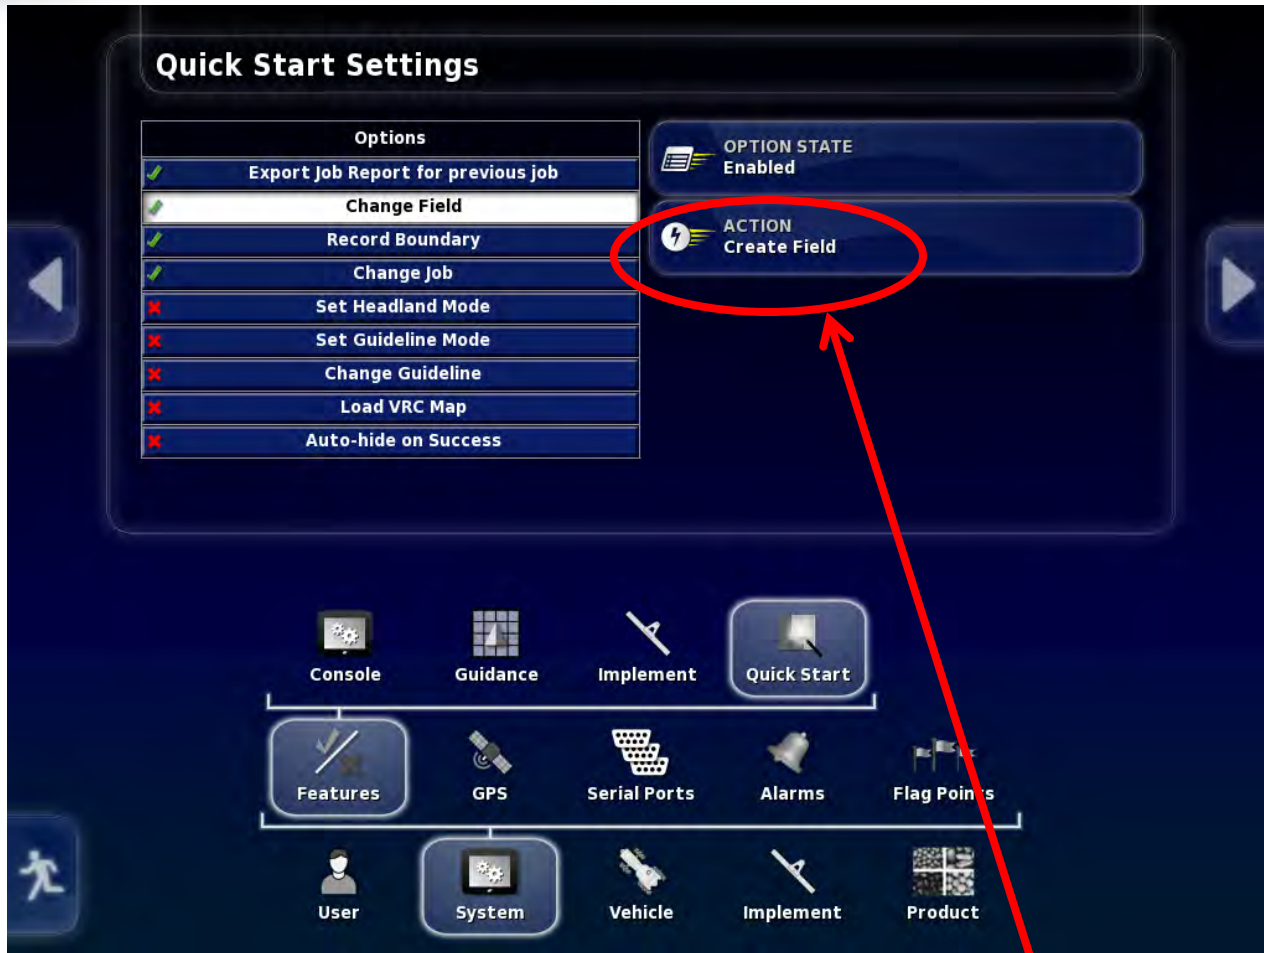 Quick Start Settings
Options
Export Job Report for previous job
Change Field
Record Boundary
Change Job
Set Headland Mode
Set Guideline Mode
Change Guideline
Load VRC Map
Auto-hide on Success
OPTION STATE
Enabled
ACTION
Create Field
Console
Guidance
Implement
Quick Start
Features
GPS
Serial Ports
Alarms
Flag Points
User
System
Vehicle
Implement
Product